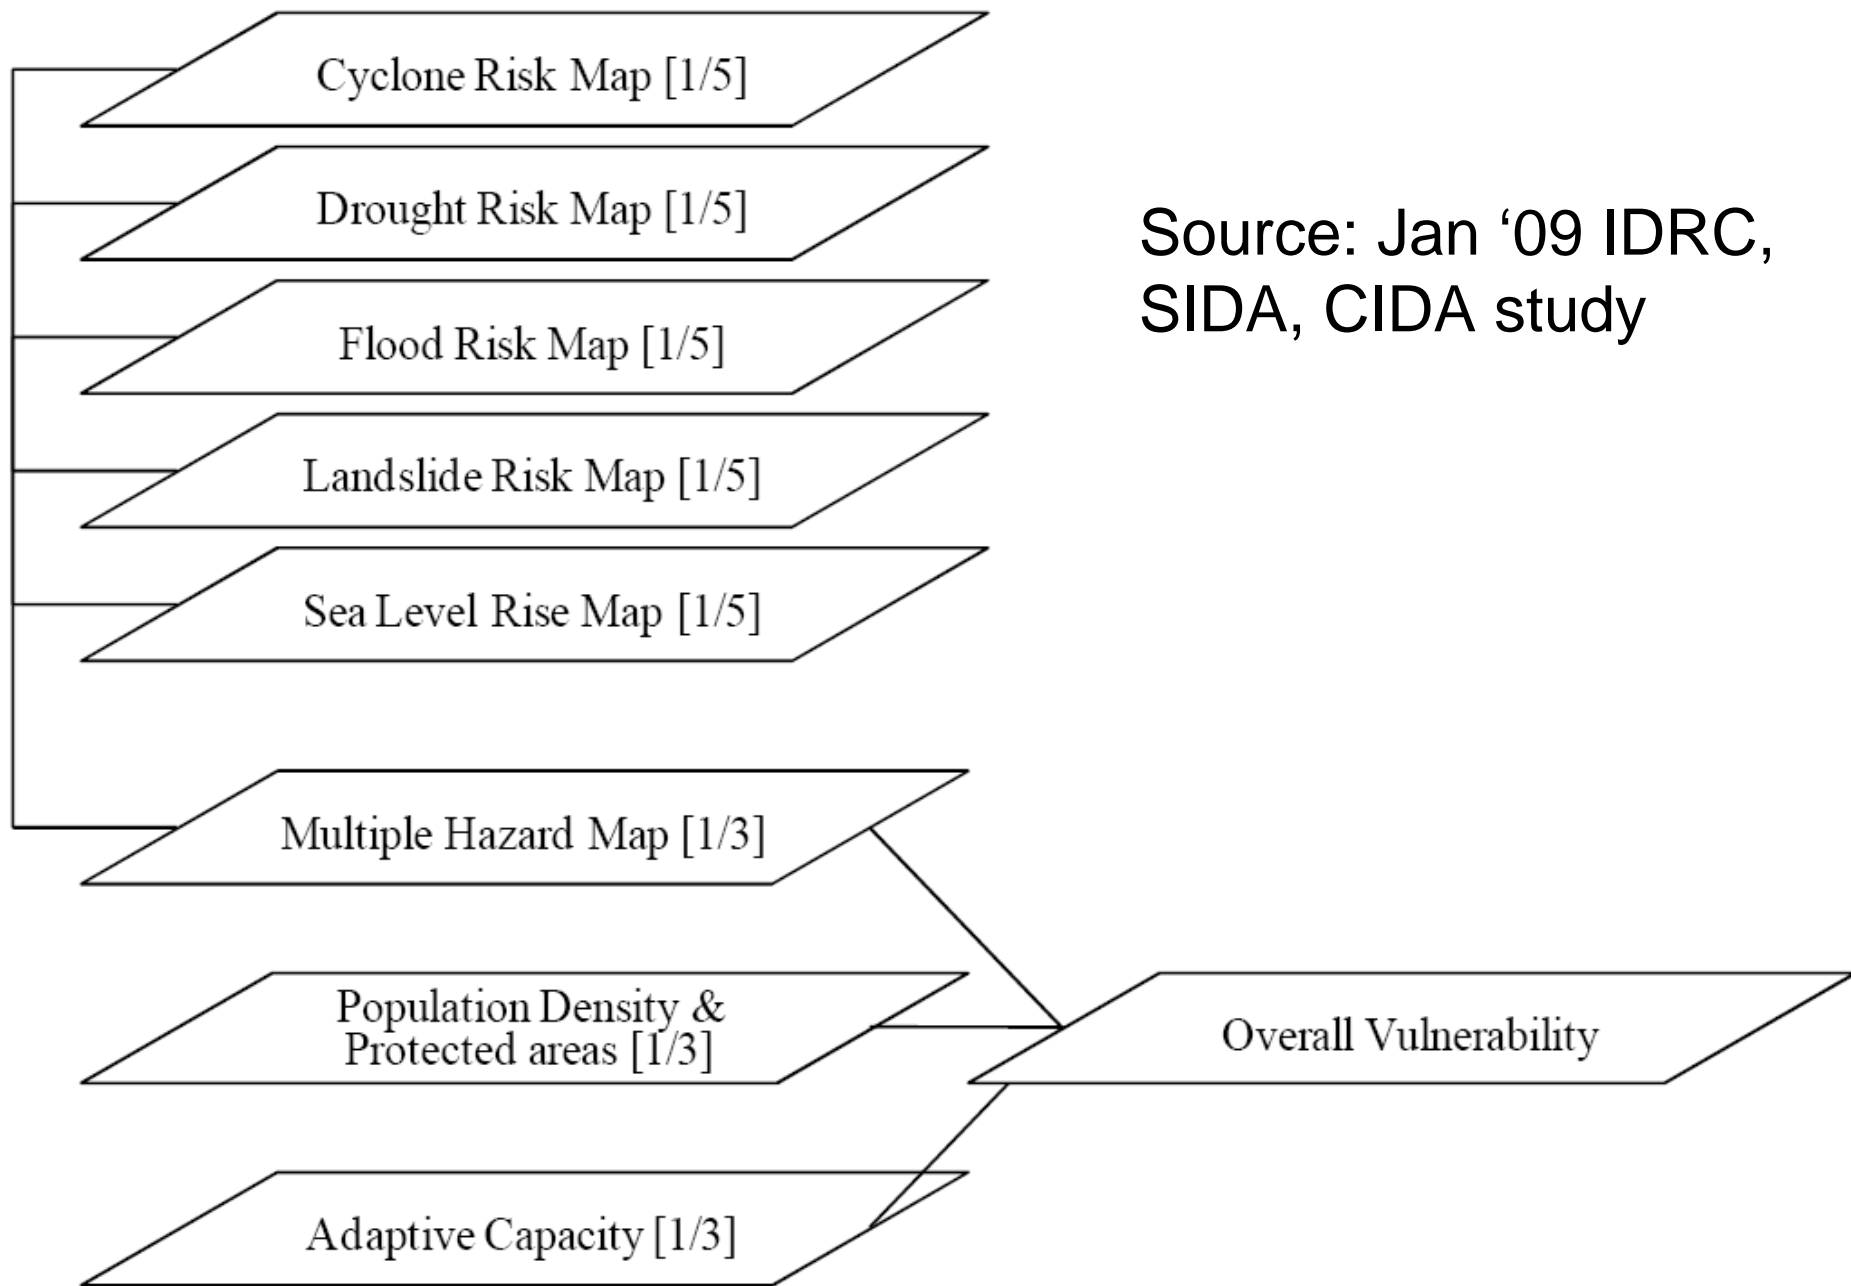 Cyclone Risk Map [1/5]
Drought Risk Map [1/5]
Source: Jan ‘09 IDRC,
SIDA, CIDA study
Flood Risk Map [1/5]
Landslide Risk Map [1/5]
Sea Level Rise Map [1/5]
Multiple Hazard Map [1/3]
Population Density &
Protected areas [1/3]
Overall Vulnerability
Adaptive Capacity [1/3]